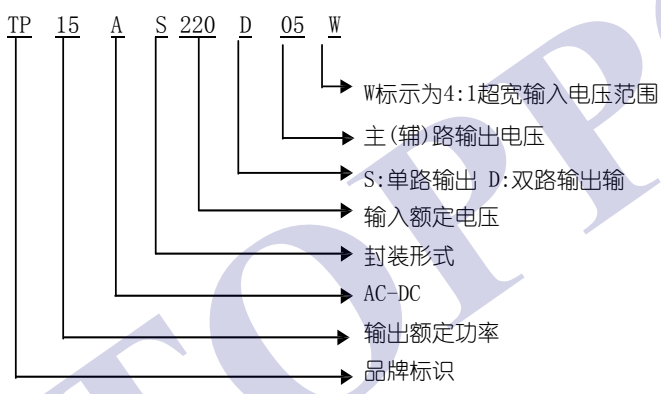 TP 15 A S 220 D 05 W
W标示为4:1超宽输入电压范围
主(辅)路输出电压
S:单路输出 D:双路输出输
输入额定电压
封装形式
AC-DC
输出额定功率
品牌标识